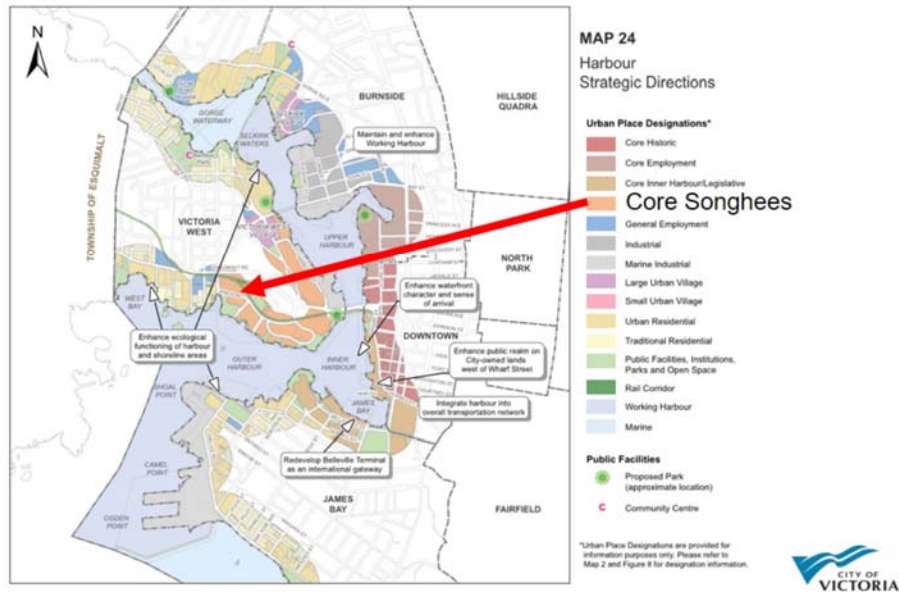 MAP 24
Harbour
Strategic Directions
Urban Place Designations*
Core Historic
Core Employment
Core Inner Harbour/Legislative
Core Songhees
General Employment
Industrial
Marine Industrial
Large Urban Village
Small Urban Village
Urban Residential
Traditional Residential
Public Facilities, Institutions,
Parks and Open Space
Rail Corridor
Working Harbour
Marine
Public Facilities
Proposed Park
(approximate location)
C
Community Centre
*Urban Place Designations are provided for
information purposes only. Please refer to
Map 2 and Figure 8 for designation information.
CITY OF
VICTORIA
N
C
BURNSIDE
HILLSIDE
QUADRA
GORGE
WATERWAY
SELKIRK
WATERS
Maintain and enhance
Working Harbour
C
TOWNSHIP OF ESQUIMALT
VICTORIA
WEST
UPPER
HARBOUR
NORTH
PARK
WEST
BAY
Enhance waterfront
character and sense
of arrival
DOWNTOWN
Enhance ecological
functioning of harbour
and shoreline areas
OUTER
HARBOUR
INNER
HARBOUR
Enhance public realm on
City-owned lands
west of Wharf Street
SHOAL
POINT
JAMES
BAY
Integrate harbour into
overall transportation network
Redevelop Belleville Terminal
as an international gateway
CAMEL
POINT
JAMES
BAY
OGDEN
POINT
FAIRFIELD